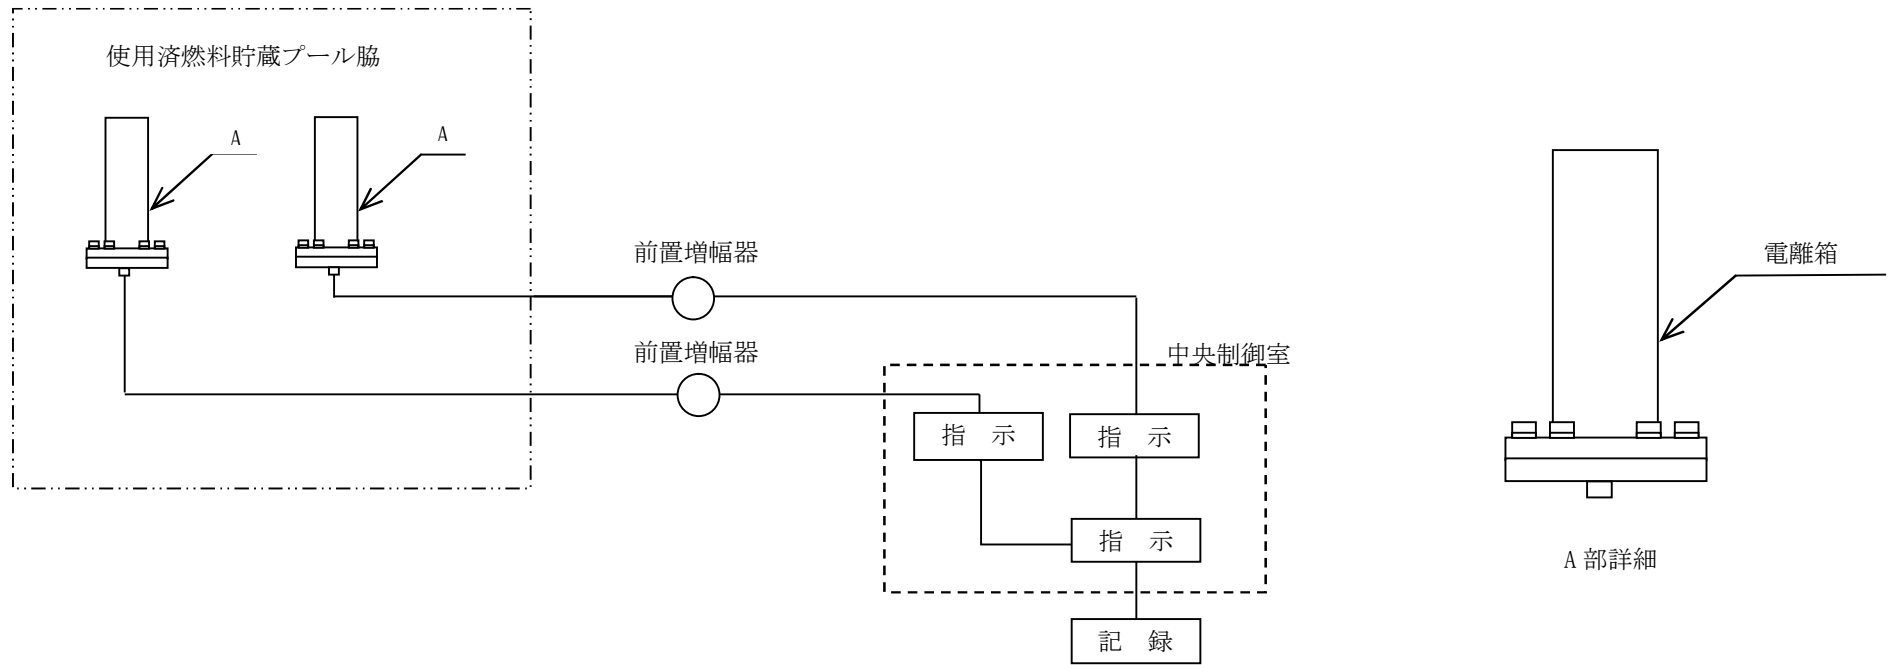 使用済燃料貯蔵プール脇
A
A
前置増幅器
前置増幅器
中央制御室
指 示
指 示
指 示
記 録
電離箱
A 部詳細